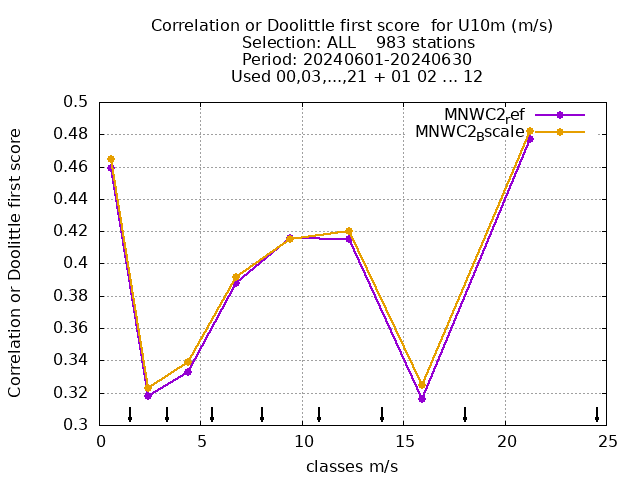 Correlation or Doolittle first score  for U10m (m/s)
Selection: ALL    983 stations
Period: 20240601-20240630
Used 00,03,...,21 + 01 02 ... 12
MNWC2ref
MNWC2Bscale
Correlation or Doolittle first score
0.5
0.48
0.46
0.44
0.42
0.4
0.38
0.36
0.34
0.32
0.3
0 5 10 15 20 25
classes m/s